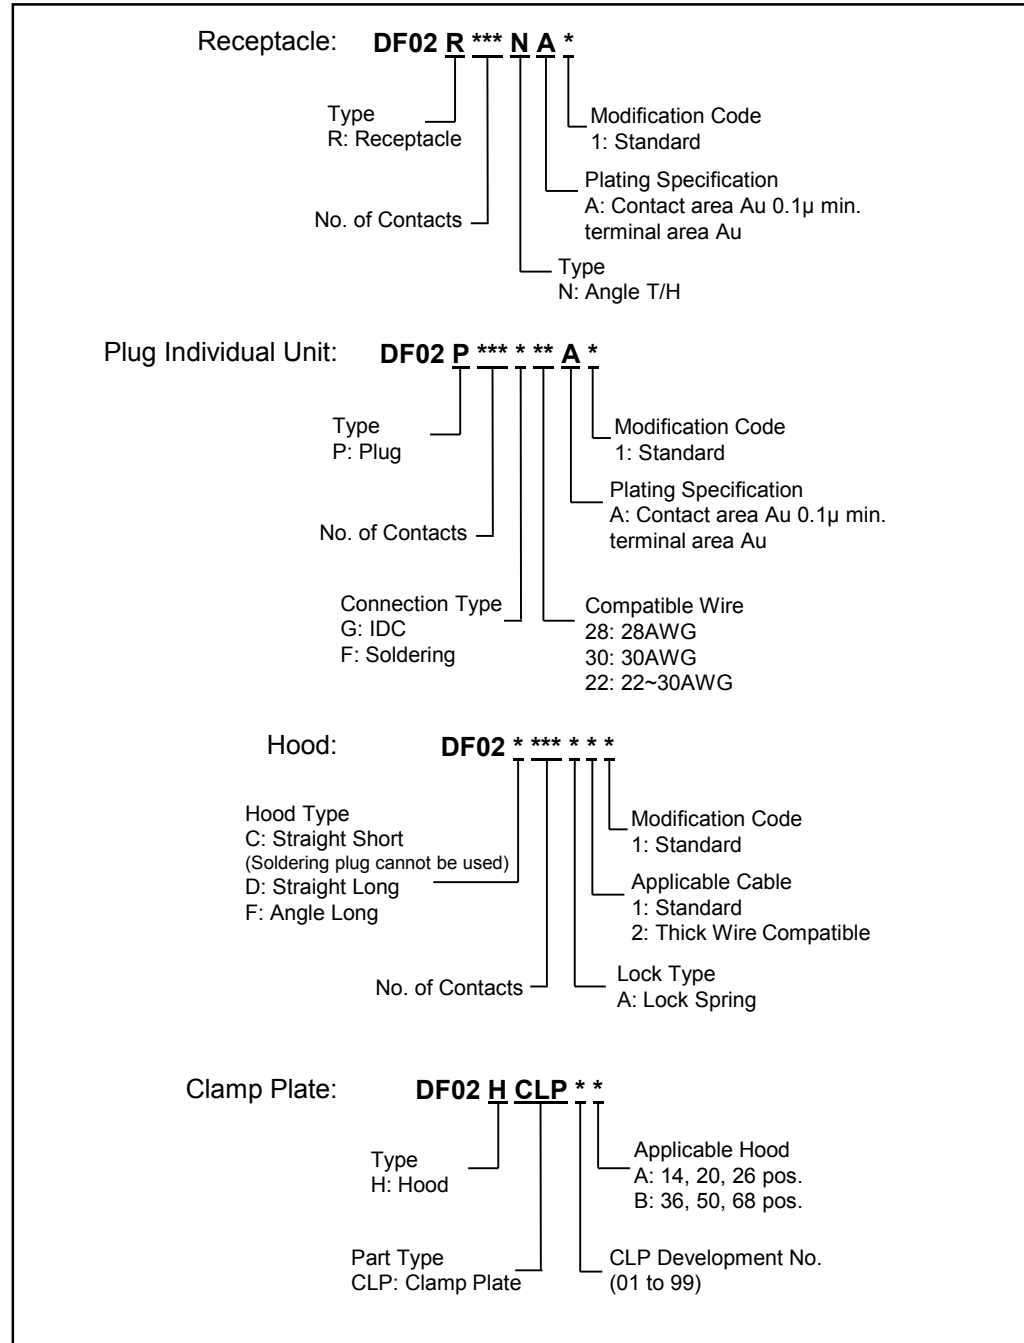 Receptacle: DF02 R *** N A *
Type
R: Receptacle
Modification Code
1: Standard
Plating Specification
A: Contact area Au 0.1μ min.
terminal area Au
No. of Contacts
Type
N: Angle T/H
Plug Individual Unit: DF02 P *** * ** A *
Type
P: Plug
Modification Code
1: Standard
Plating Specification
A: Contact area Au 0.1μ min.
terminal area Au
No. of Contacts
Connection Type
G: IDC
F: Soldering
Compatible Wire
28: 28AWG
30: 30AWG
22: 22~30AWG
Hood: DF02 * *** * * *
Hood Type
C: Straight Short
(Soldering plug cannot be used)
D: Straight Long
F: Angle Long
Modification Code
1: Standard
Applicable Cable
1: Standard
2: Thick Wire Compatible
No. of Contacts
Lock Type
A: Lock Spring
Clamp Plate: DF02 H CLP * *
Type
H: Hood
Applicable Hood
A: 14, 20, 26 pos.
B: 36, 50, 68 pos.
Part Type
CLP: Clamp Plate
CLP Development No.
(01 to 99)